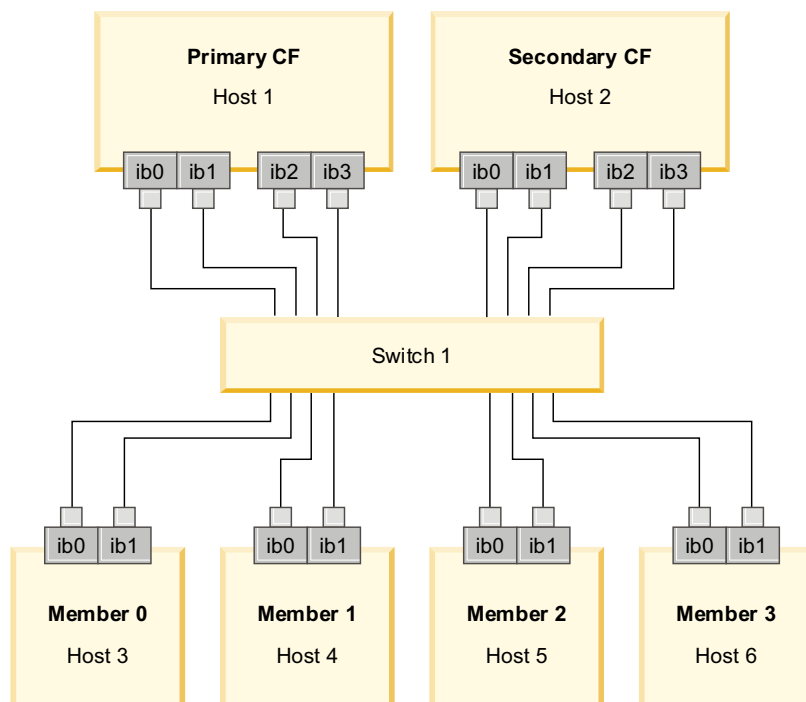 Primary CF
Host 1
Secondary CF
Host 2
ib0 ib1 ib2 ib3
ib0 ib1 ib2 ib3
Switch 1
ib0 ib1
ib0 ib1
ib0 ib1
ib0 ib1
Member 0
Host 3
Member 1
Host 4
Member 2
Host 5
Member 3
Host 6